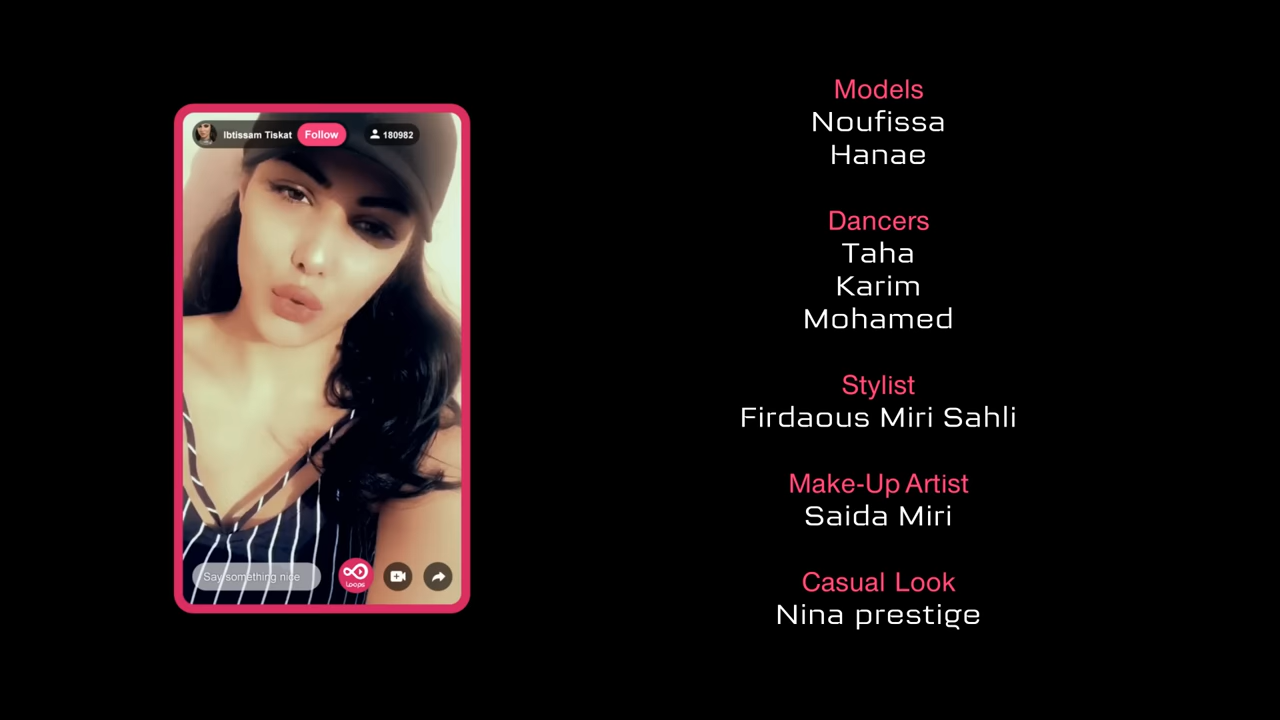 Ibtissam Tiskat
Follow
180982
Say something nice
Loops
Models
Noufissa
Hanae
Dancers
Taha
Karim
Mohamed
Stylist
Firdaous Miri Sahli
Make-Up Artist
Saida Miri
Casual Look
Nina prestige